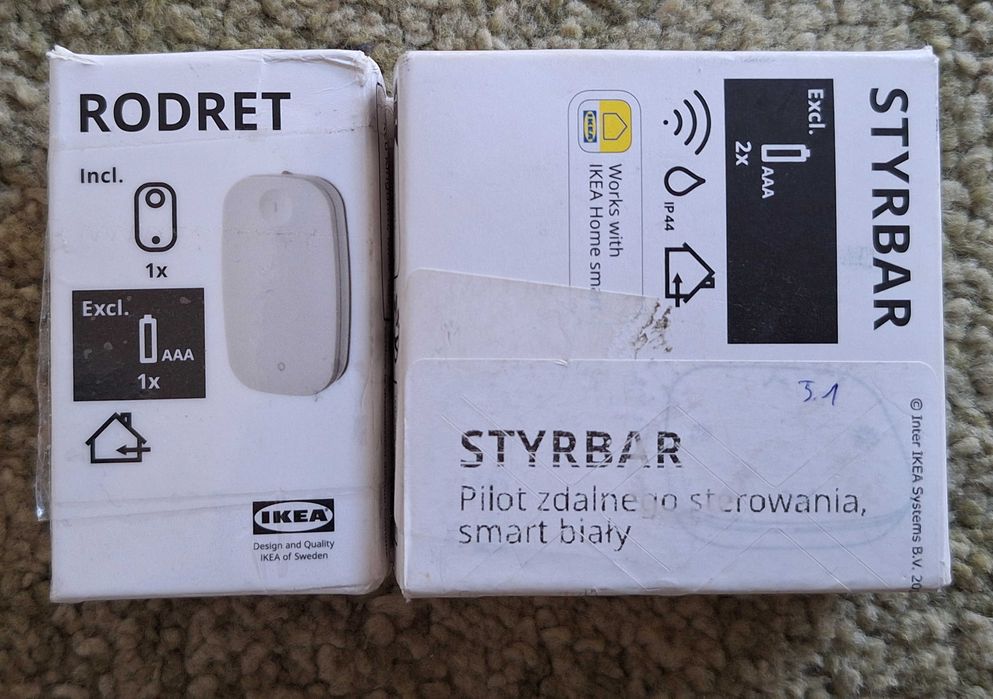 RODRET
Incl.
1x
Excl.
AAA
1x
IKEA
Design and Quality
IKEA of Sweden
STYRBAR
Excl.
AAA
2x
IP44
IKEA
Works with
IKEA Home
© Inter IKEA Systems B.V. 20
3.1
STYRBAR
Pilot zdalnego sterowania,
smart biały